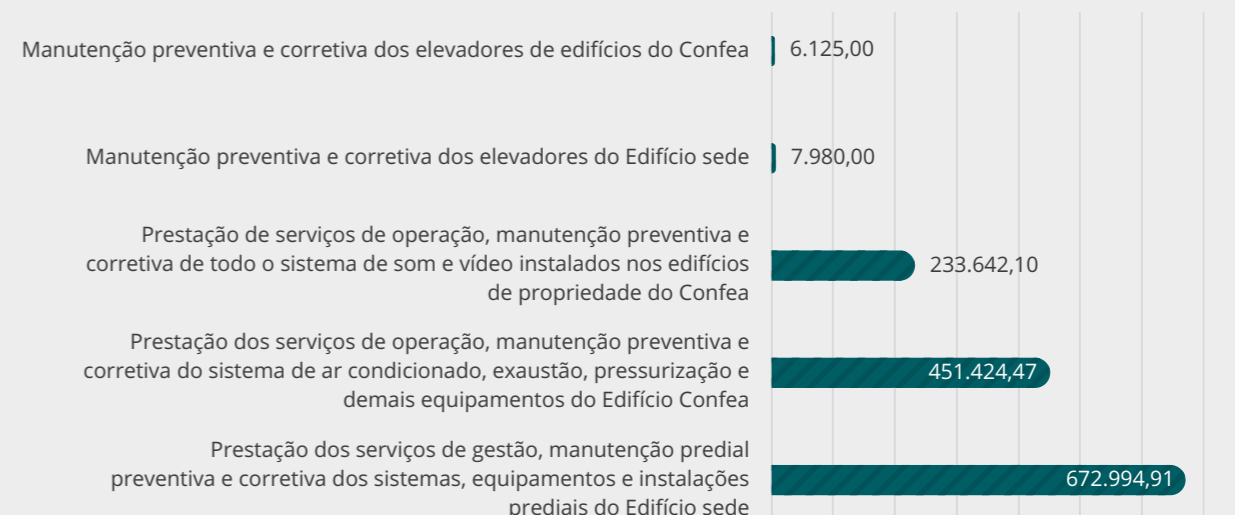 Manutenção preventiva e corretiva dos elevadores de edifícios do Confea
6.125,00
Manutenção preventiva e corretiva dos elevadores do Edifício sede
7.980,00
Prestação de serviços de operação, manutenção preventiva e
corretiva de todo o sistema de som e vídeo instalados nos edifícios
de propriedade do Confea
233.642,10
Prestação dos serviços de operação, manutenção preventiva e
corretiva do sistema de ar condicionado, exaustão, pressurização e
demais equipamentos do Edifício Confea
451.424,47
Prestação dos serviços de gestão, manutenção predial
preventiva e corretiva dos sistemas, equipamentos e instalações
prediais do Edifício sede
672.994,91